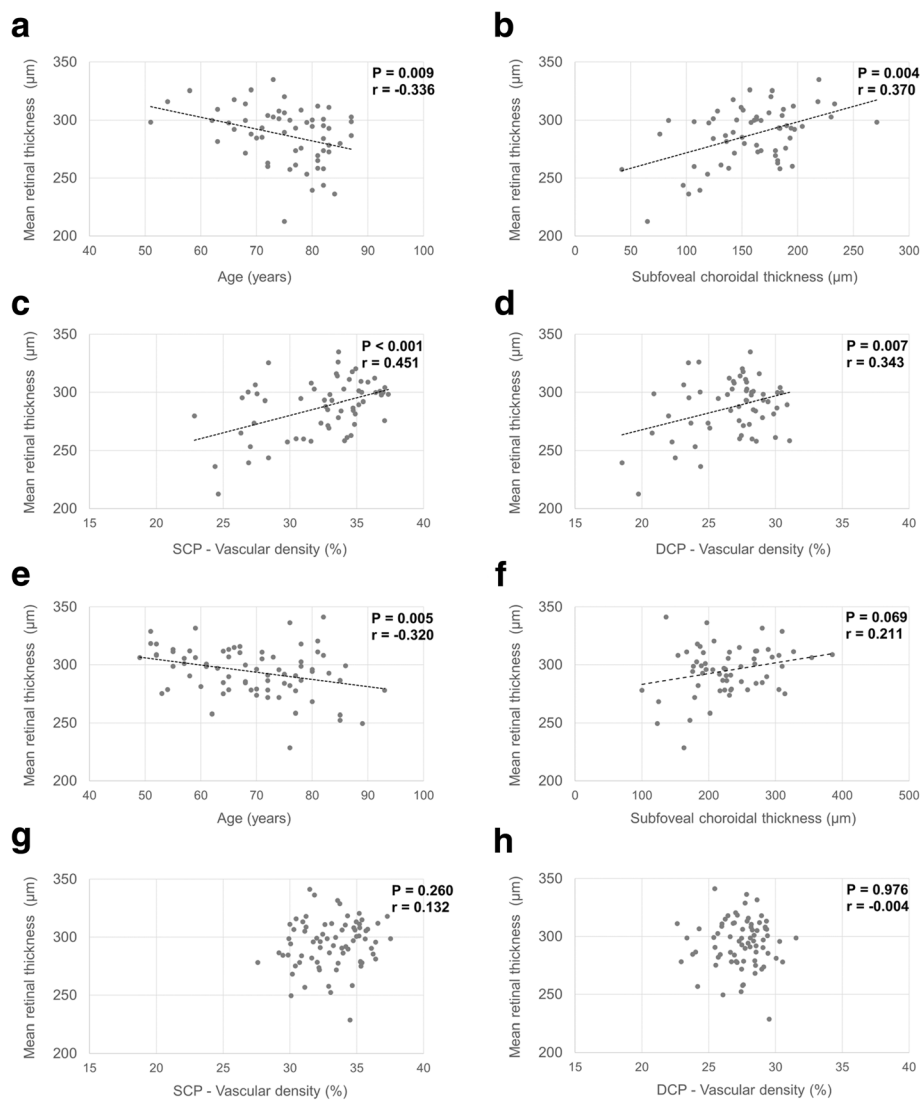 a
350
300
250
200
Mean retinal thickness (μm)
P = 0.009
r = -0.336
40 50 60 70 80 90 100
Age (years)
b
350
300
250
200
Mean retinal thickness (μm)
P = 0.004
r = 0.370
0 50 100 150 200 250 300
Subfoveal choroidal thickness (μm)
c
350
300
250
200
Mean retinal thickness (μm)
P < 0.001
r = 0.451
15 20 25 30 35 40
SCP - Vascular density (%)
d
350
300
250
200
Mean retinal thickness (μm)
P = 0.007
r = 0.343
15 20 25 30 35 40
DCP - Vascular density (%)
e
350
300
250
200
Mean retinal thickness (μm)
P = 0.005
r = -0.320
40 50 60 70 80 90 100
Age (years)
f
350
300
250
200
Mean retinal thickness (μm)
P = 0.069
r = 0.211
0 100 200 300 400 500
Subfoveal choroidal thickness (μm)
g
350
300
250
200
Mean retinal thickness (μm)
P = 0.260
r = 0.132
15 20 25 30 35 40
SCP - Vascular density (%)
h
350
300
250
200
Mean retinal thickness (μm)
P = 0.976
r = -0.004
15 20 25 30 35 40
DCP - Vascular density (%)